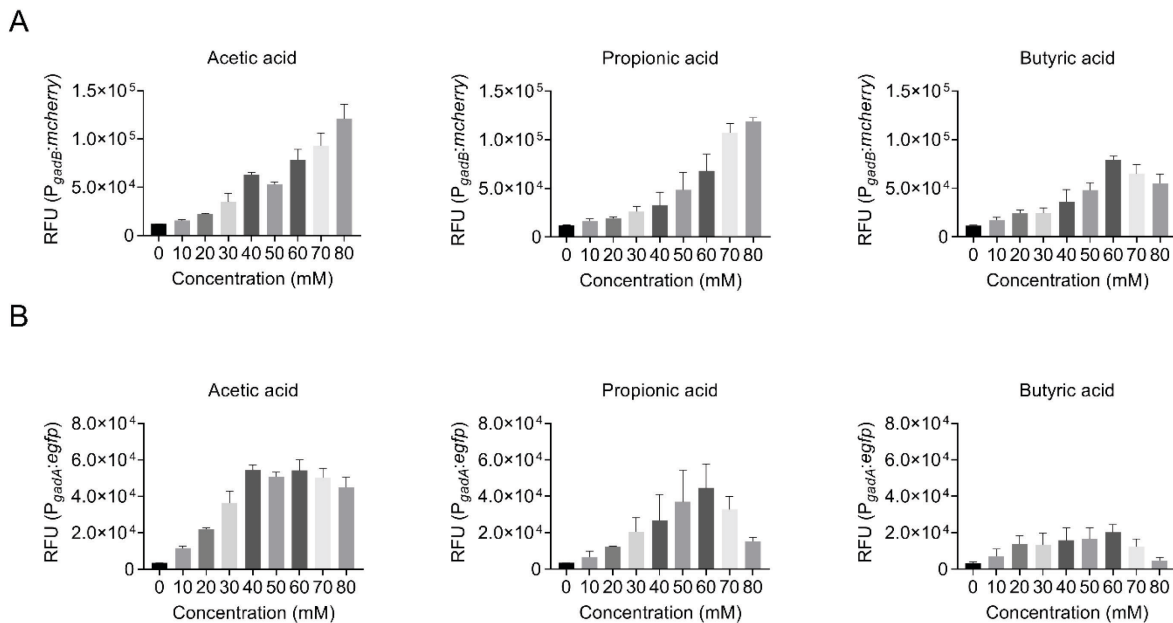 A
Acetic acid
RFU (P_gadB:mcherry)
1.5×10⁵
1.0×10⁵
5.0×10⁴
0
0 10 20 30 40 50 60 70 80
Concentration (mM)
Propionic acid
RFU (P_gadB:mcherry)
1.5×10⁵
1.0×10⁵
5.0×10⁴
0
0 10 20 30 40 50 60 70 80
Concentration (mM)
Butyric acid
RFU (P_gadB:mcherry)
1.5×10⁵
1.0×10⁵
5.0×10⁴
0
0 10 20 30 40 50 60 70 80
Concentration (mM)
B
Acetic acid
RFU (P_gadA:egfp)
8.0×10⁴
6.0×10⁴
4.0×10⁴
2.0×10⁴
0
0 10 20 30 40 50 60 70 80
Concentration (mM)
Propionic acid
RFU (P_gadA:egfp)
8.0×10⁴
6.0×10⁴
4.0×10⁴
2.0×10⁴
0
0 10 20 30 40 50 60 70 80
Concentration (mM)
Butyric acid
RFU (P_gadA:egfp)
8.0×10⁴
6.0×10⁴
4.0×10⁴
2.0×10⁴
0
0 10 20 30 40 50 60 70 80
Concentration (mM)